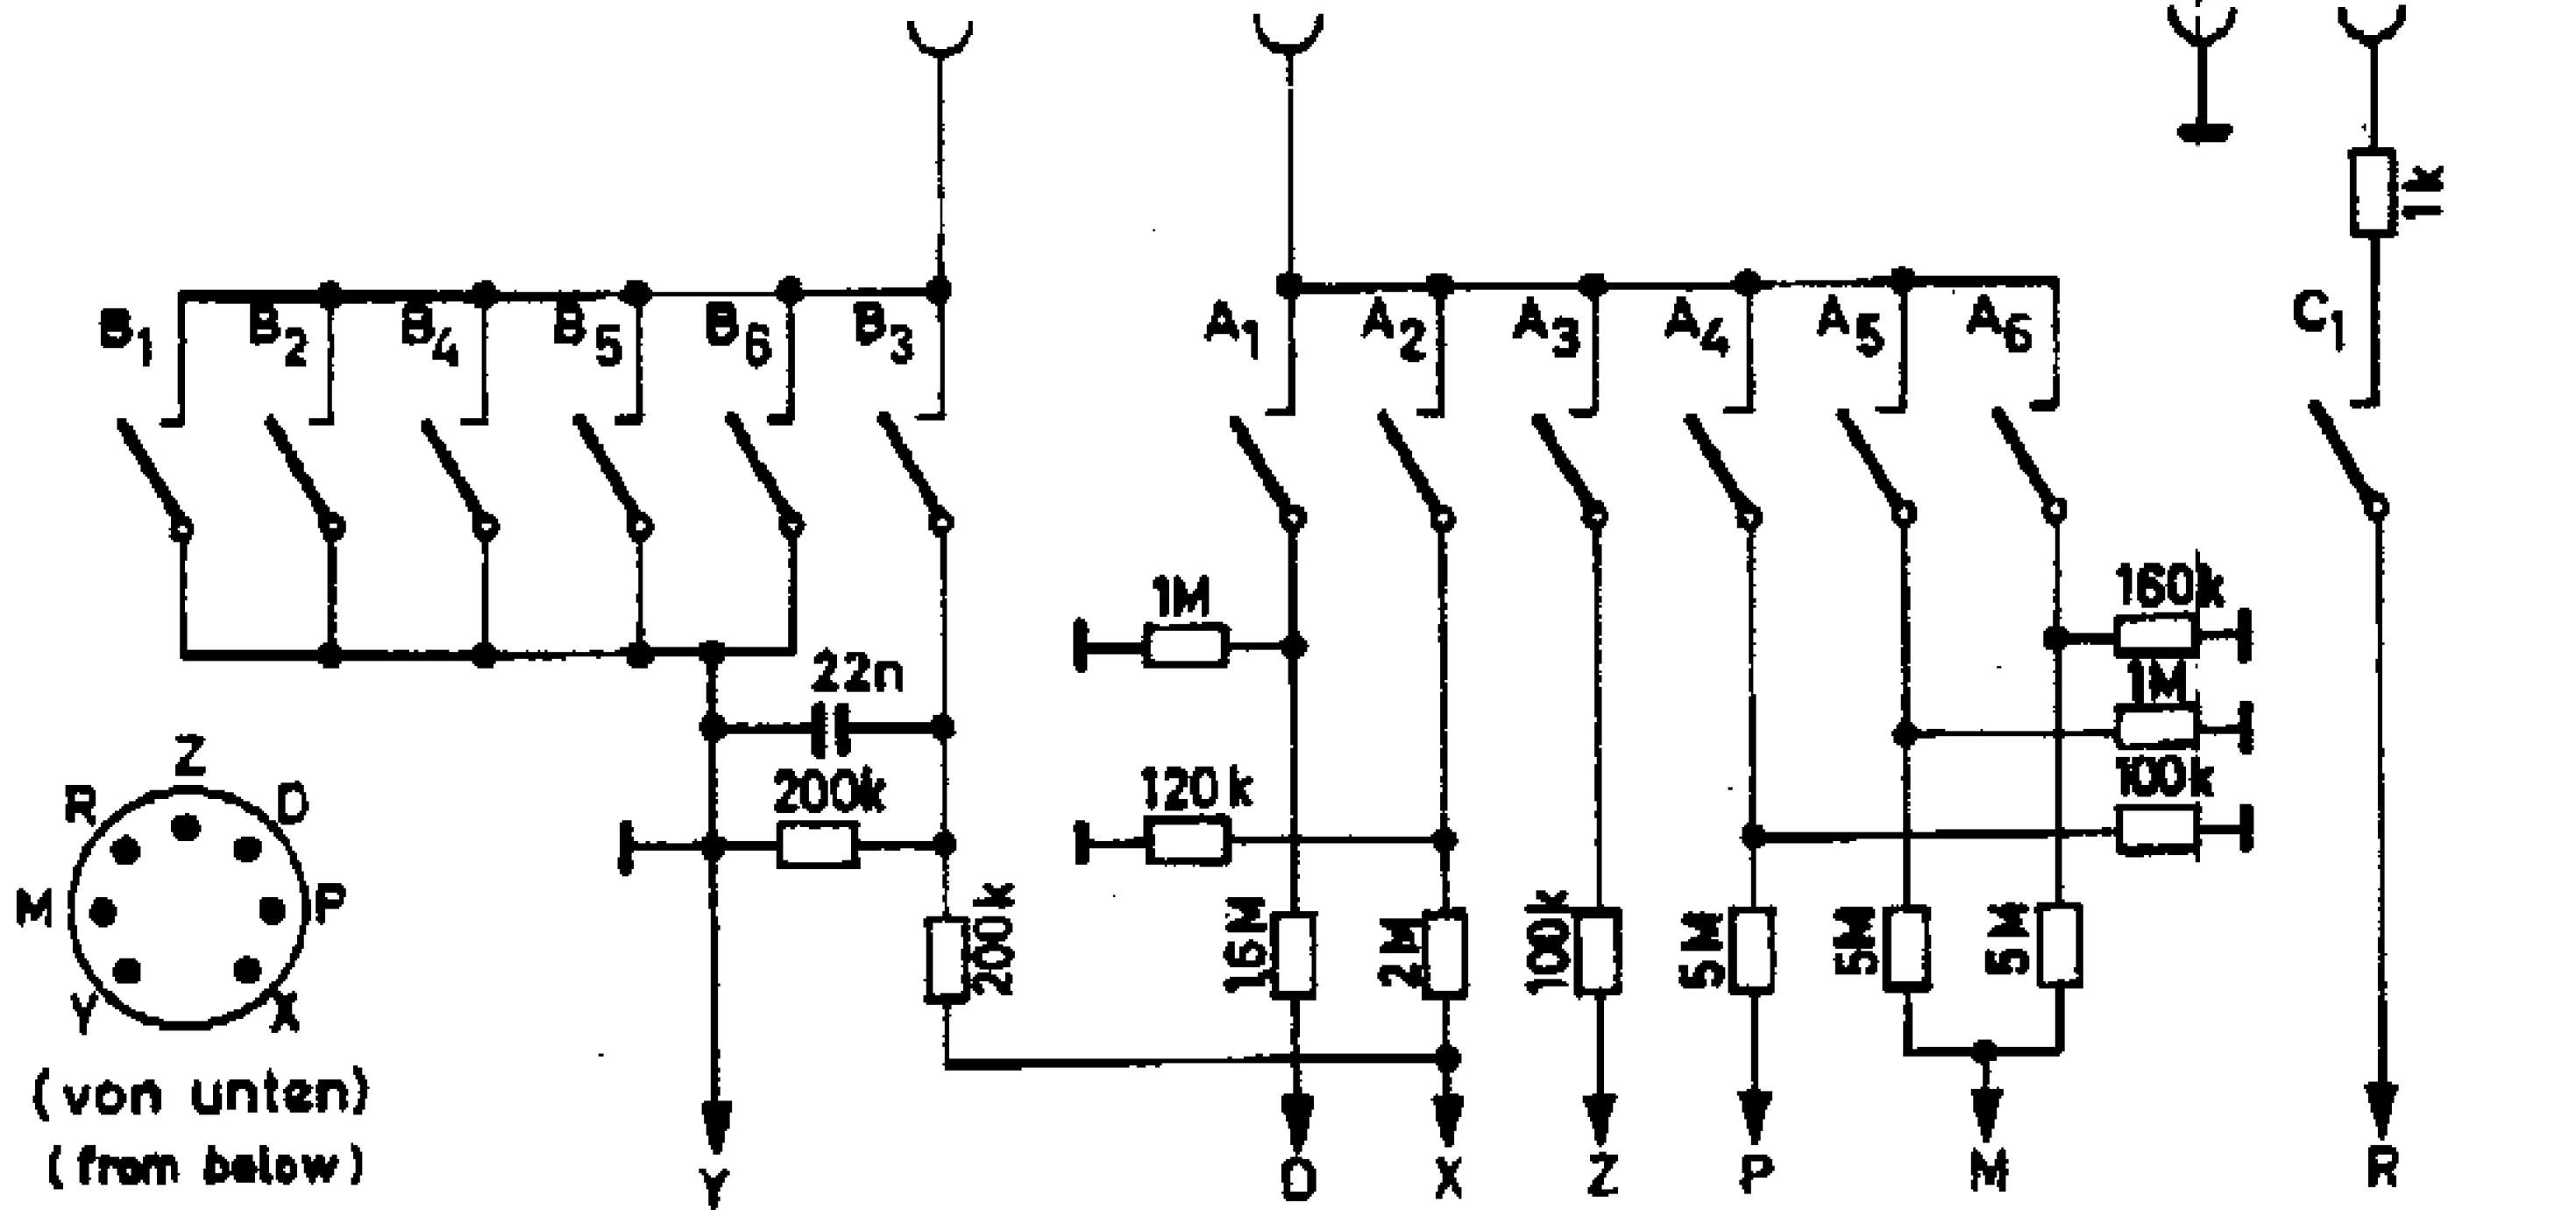 1k
B1 B2 B4 B5 B6 B3 A1 A2 A3 A4 A5 A6 C1
1M 160k
22n 1M
200k 120k 100k
200k 16M 2M 100k 5M 5M 5M
Z
R D
M P
Y X
(von unten)
(from below)
Y D X Z P M R